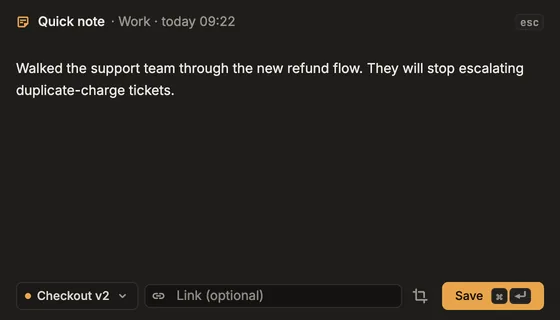 Quick note · Work · today 09:22 esc
Walked the support team through the new refund flow. They will stop escalating
duplicate-charge tickets.
Checkout v2 Link (optional) Save ⌘ ↵